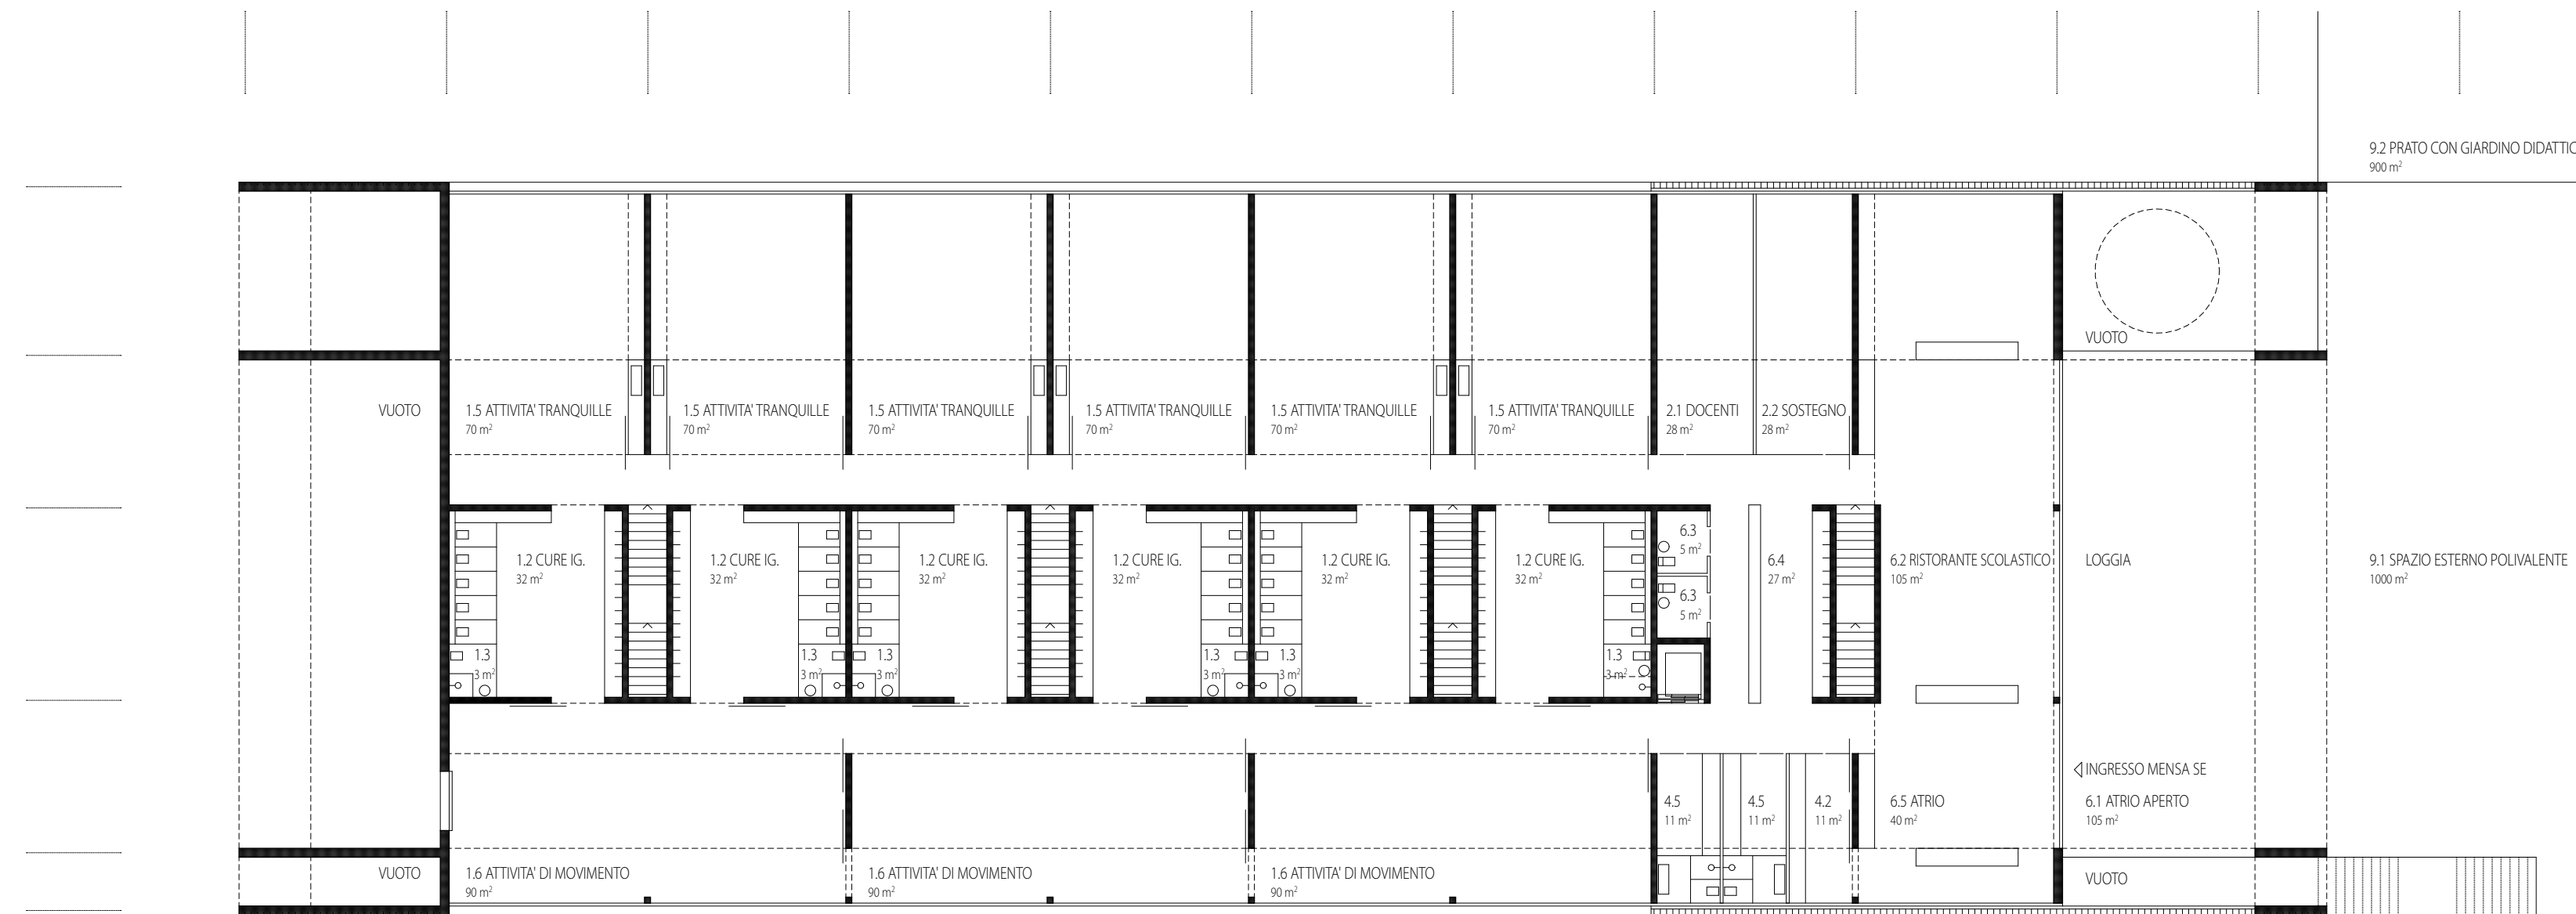 9.2 PRATO CON GIARDINO DIDATTIC
900 m²
VUOTO
VUOTO
1.5 ATTIVITA' TRANQUILLE
70 m²
1.5 ATTIVITA' TRANQUILLE
70 m²
1.5 ATTIVITA' TRANQUILLE
70 m²
1.5 ATTIVITA' TRANQUILLE
70 m²
1.5 ATTIVITA' TRANQUILLE
70 m²
1.5 ATTIVITA' TRANQUILLE
70 m²
2.1 DOCENTI
28 m²
2.2 SOSTEGNO
28 m²
1.2 CURE IG.
32 m²
1.2 CURE IG.
32 m²
1.2 CURE IG.
32 m²
1.2 CURE IG.
32 m²
1.2 CURE IG.
32 m²
1.2 CURE IG.
32 m²
6.3
5 m²
6.3
5 m²
6.4
27 m²
6.2 RISTORANTE SCOLASTICO
105 m²
LOGGIA
9.1 SPAZIO ESTERNO POLIVALENTE
1000 m²
1.3
3 m²
1.3
3 m²
1.3
3 m²
1.3
3 m²
1.3
3 m²
1.3
3 m²
INGRESSO MENSA SE
4.5
11 m²
4.5
11 m²
4.2
11 m²
6.5 ATRIO
40 m²
6.1 ATRIO APERTO
105 m²
VUOTO
1.6 ATTIVITA' DI MOVIMENTO
90 m²
1.6 ATTIVITA' DI MOVIMENTO
90 m²
1.6 ATTIVITA' DI MOVIMENTO
90 m²
VUOTO